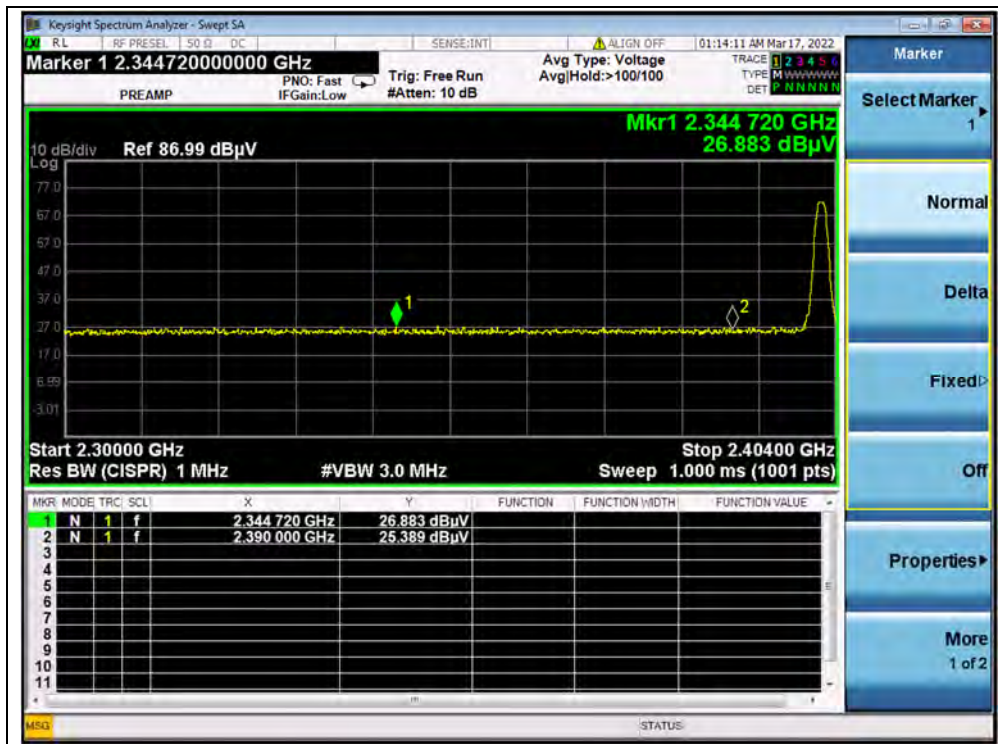 Keysight Spectrum Analyzer - Swept SA
LXI RL RF PRESEL 50 Ω DC SENSE:INT ALIGN OFF 01:14:11 AM Mar 17, 2022
Marker 1 2.344720000000 GHz
PREAMP
PNO: Fast
IFGain:Low
Trig: Free Run
#Atten: 10 dB
Avg Type: Voltage
Avg|Hold:>100/100
TRACE 1 2 3 4 5 6
TYPE M WWWWW
DET P N N N N N
Mkr1 2.344 720 GHz
26.883 dBµV
10 dB/div Ref 86.99 dBµV
Log
77.0
67.0
57.0
47.0
37.0
27.0
17.0
6.99
-3.01
1
2
Start 2.30000 GHz Stop 2.40400 GHz
Res BW (CISPR) 1 MHz #VBW 3.0 MHz Sweep 1.000 ms (1001 pts)
MKR MODE TRC SCL X Y FUNCTION FUNCTION WIDTH FUNCTION VALUE
1 N 1 f 2.344 720 GHz 26.883 dBµV
2 N 1 f 2.390 000 GHz 25.389 dBµV
3
4
5
6
7
8
9
10
11
MSG STATUS
Marker
Select Marker
1
Normal
Delta
Fixed
Off
Properties
More
1 of 2